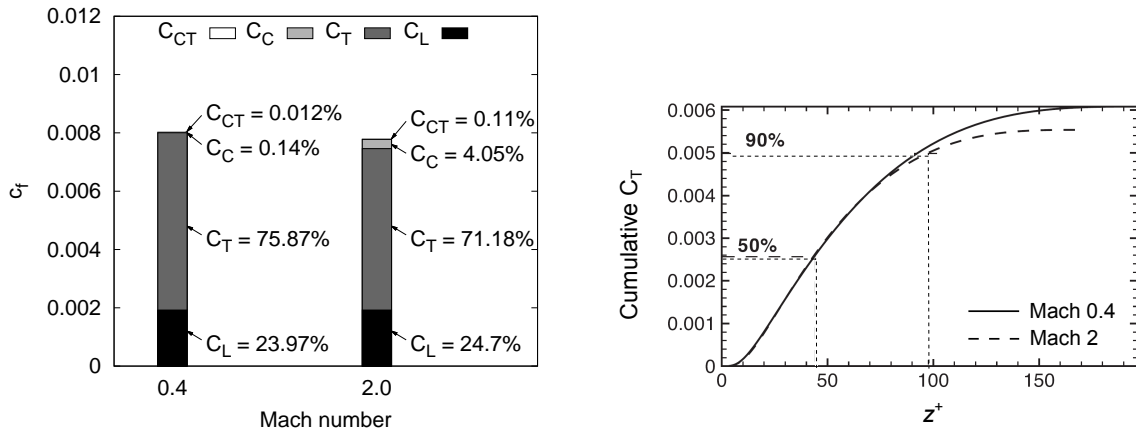 C_CT C_C C_T C_L
0.012
0.01
0.008
0.006
0.004
0.002
0
c_f
C_CT = 0.012%
C_C = 0.14%
C_T = 75.87%
C_L = 23.97%
C_CT = 0.11%
C_C = 4.05%
C_T = 71.18%
C_L = 24.7%
0.4 2.0
Mach number
0.006
0.005
0.004
0.003
0.002
0.001
0
Cumulative C_T
90%
50%
Mach 0.4
Mach 2
0 50 100 150
z^+